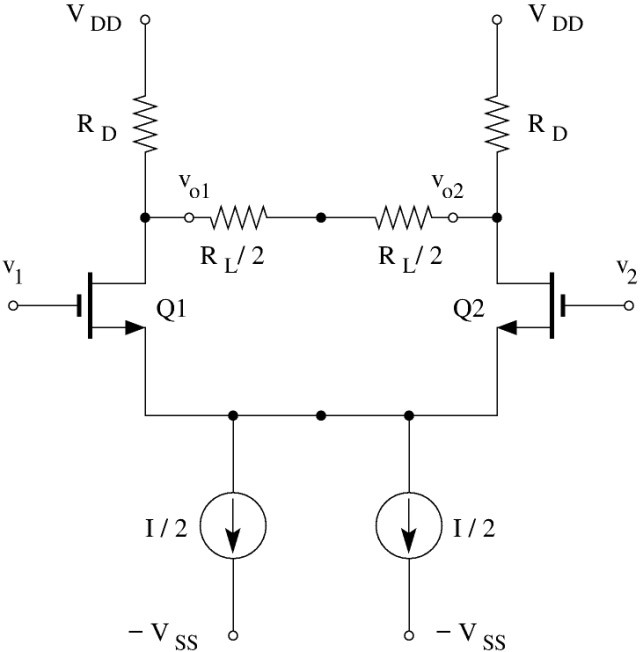 V DD V DD
R D R D
v o1 v o2
R L / 2 R L / 2
v 1 v 2
Q1 Q2
I / 2 I / 2
− V SS − V SS